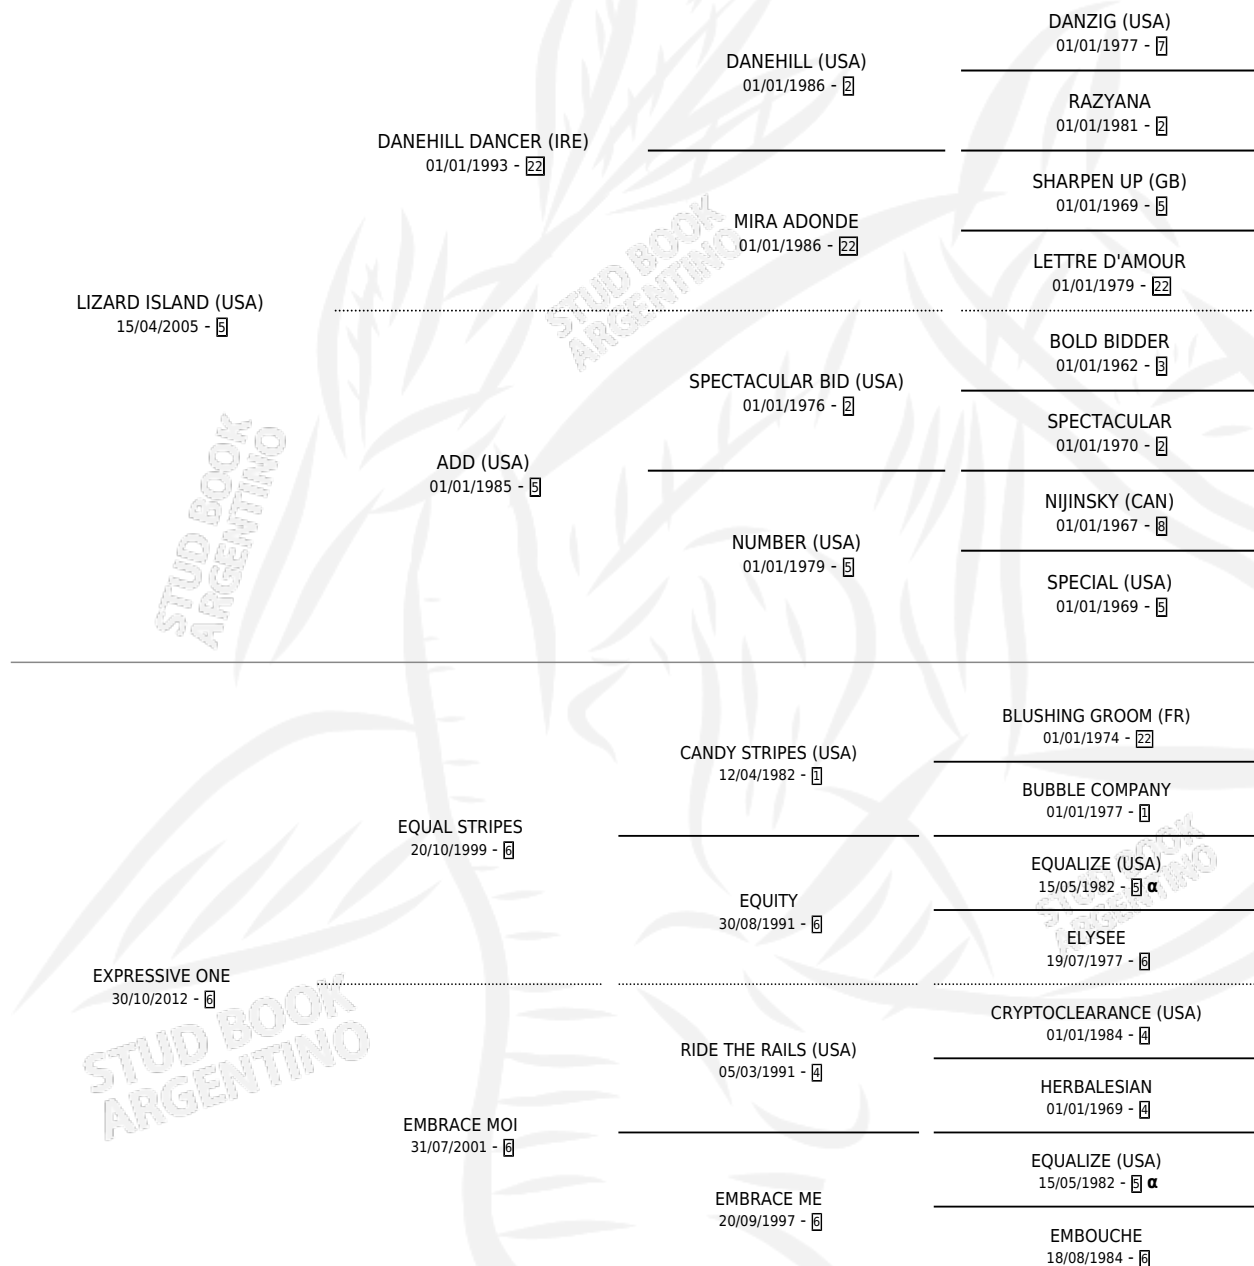 DANZIG (USA)
01/01/1977 - 7
DANEHILL (USA)
01/01/1986 - 2
RAZYANA
01/01/1981 - 2
DANEHILL DANCER (IRE)
01/01/1993 - 22
SHARPEN UP (GB)
01/01/1969 - 5
MIRA ADONDE
01/01/1986 - 22
LETTRE D'AMOUR
01/01/1979 - 22
LIZARD ISLAND (USA)
15/04/2005 - 5
BOLD BIDDER
01/01/1962 - 3
SPECTACULAR BID (USA)
01/01/1976 - 2
SPECTACULAR
01/01/1970 - 2
ADD (USA)
01/01/1985 - 5
NIJINSKY (CAN)
01/01/1967 - 8
NUMBER (USA)
01/01/1979 - 5
SPECIAL (USA)
01/01/1969 - 5
BLUSHING GROOM (FR)
01/01/1974 - 22
CANDY STRIPES (USA)
12/04/1982 - 1
BUBBLE COMPANY
01/01/1977 - 1
EQUAL STRIPES
20/10/1999 - 6
EQUALIZE (USA)
15/05/1982 - 5 α
EQUITY
30/08/1991 - 6
ELYSEE
19/07/1977 - 6
EXPRESSIVE ONE
30/10/2012 - 6
CRYPTOCLEARANCE (USA)
01/01/1984 - 4
RIDE THE RAILS (USA)
05/03/1991 - 4
HERBALESIAN
01/01/1969 - 4
EMBRACE MOI
31/07/2001 - 6
EQUALIZE (USA)
15/05/1982 - 5 α
EMBRACE ME
20/09/1997 - 6
EMBOUCHE
18/08/1984 - 6
STUD BOOK
ARGENTINO
STUD BOOK
ARGENTINO
STUD BOOK
ARGENTINO
STUD BOOK
ARGENTINO